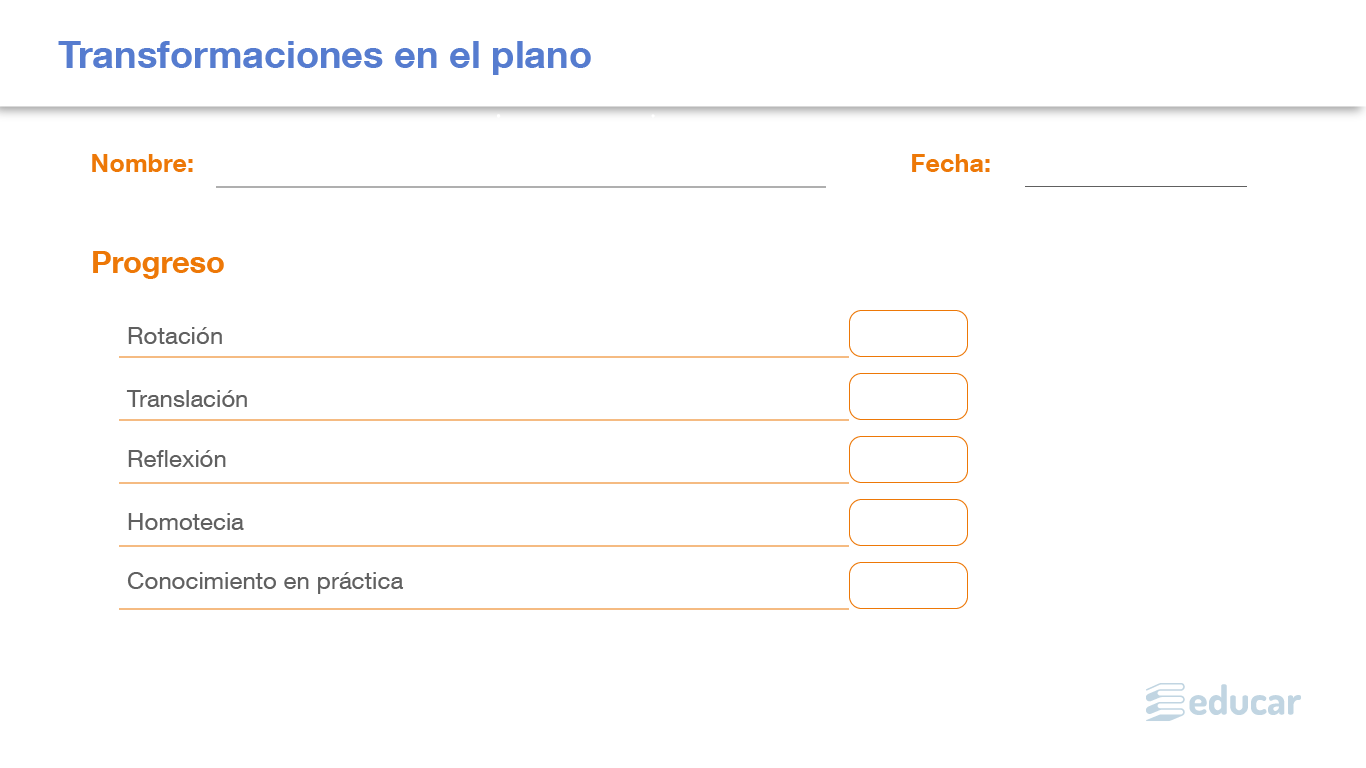 Transformaciones en el plano
Nombre: Fecha:
Progreso
Rotación
Translación
Reflexión
Homotecia
Conocimiento en práctica
educar